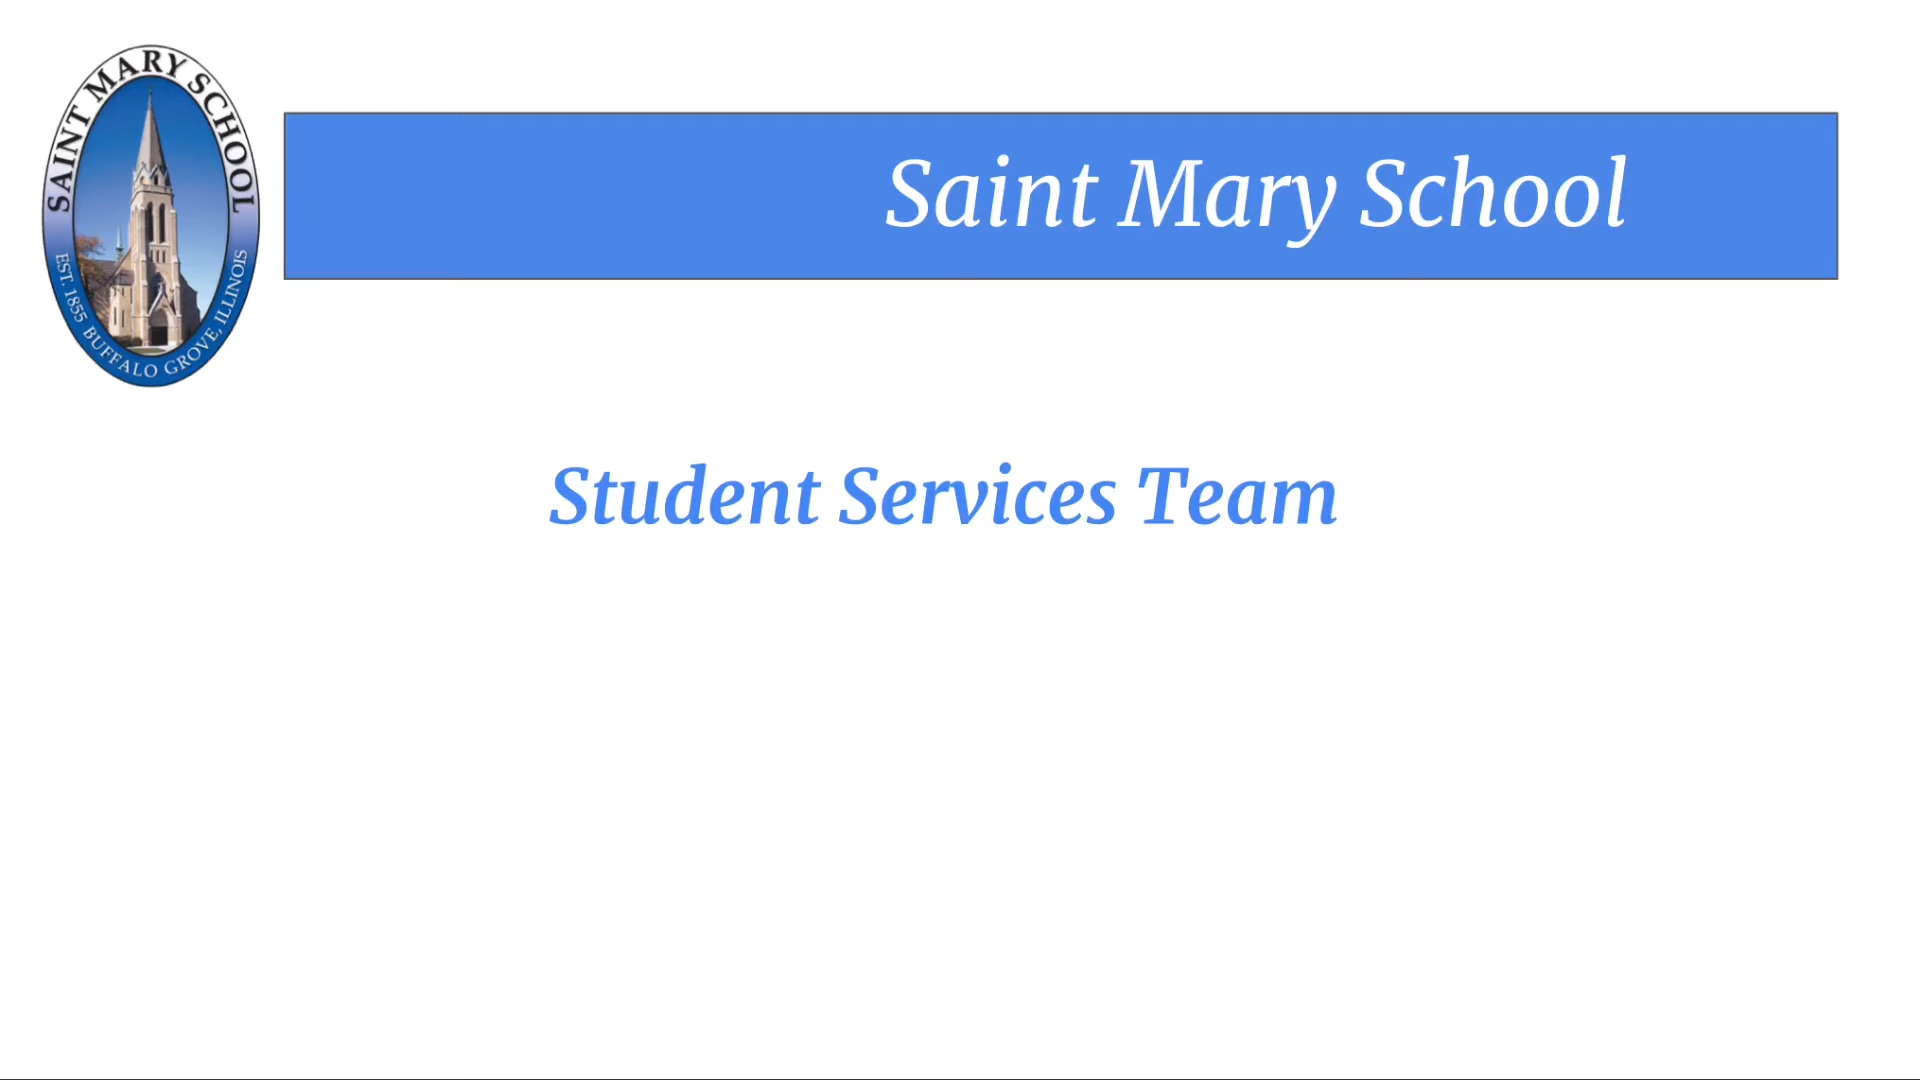 SAINT MARY SCHOOL
EST. 1855 BUFFALO GROVE, ILLINOIS
Saint Mary School
Student Services Team